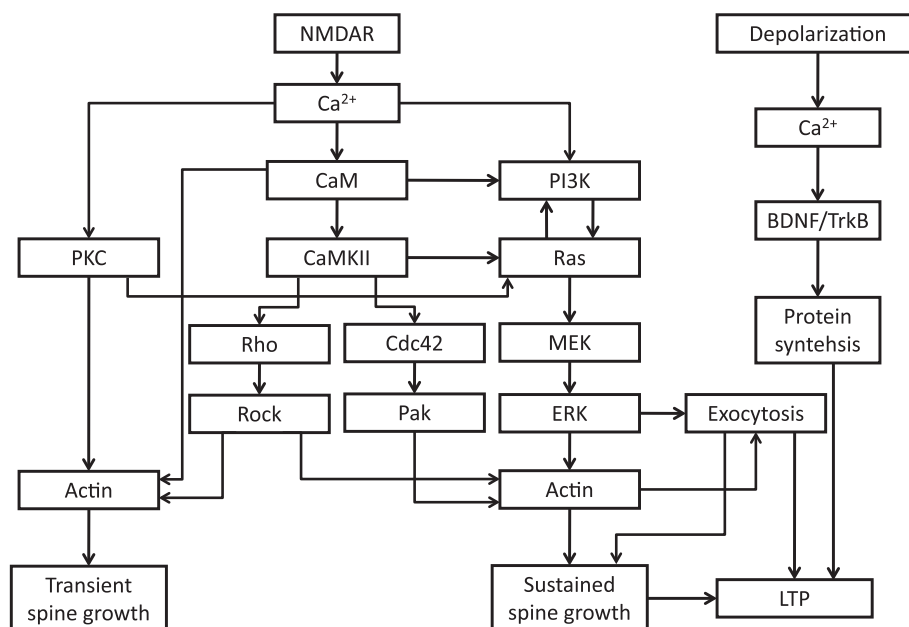 NMDAR
Depolarization
Ca²⁺
Ca²⁺
CaM
PI3K
BDNF/TrkB
PKC
CaMKII
Ras
Protein
syntehsis
Rho
Cdc42
MEK
Rock
Pak
ERK
Exocytosis
Actin
Actin
Transient
spine growth
Sustained
spine growth
LTP